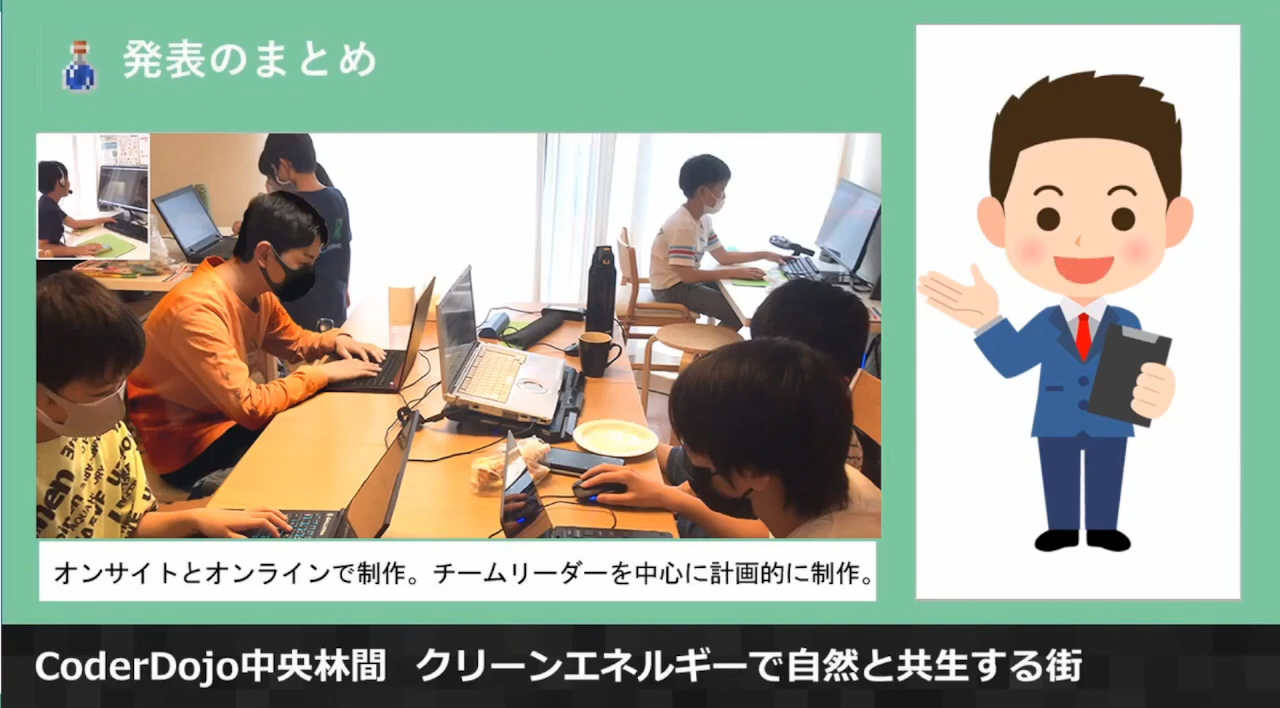 発表のまとめ
オンサイトとオンラインで制作。チームリーダーを中心に計画的に制作。
CoderDojo中央林間 クリーンエネルギーで自然と共生する街